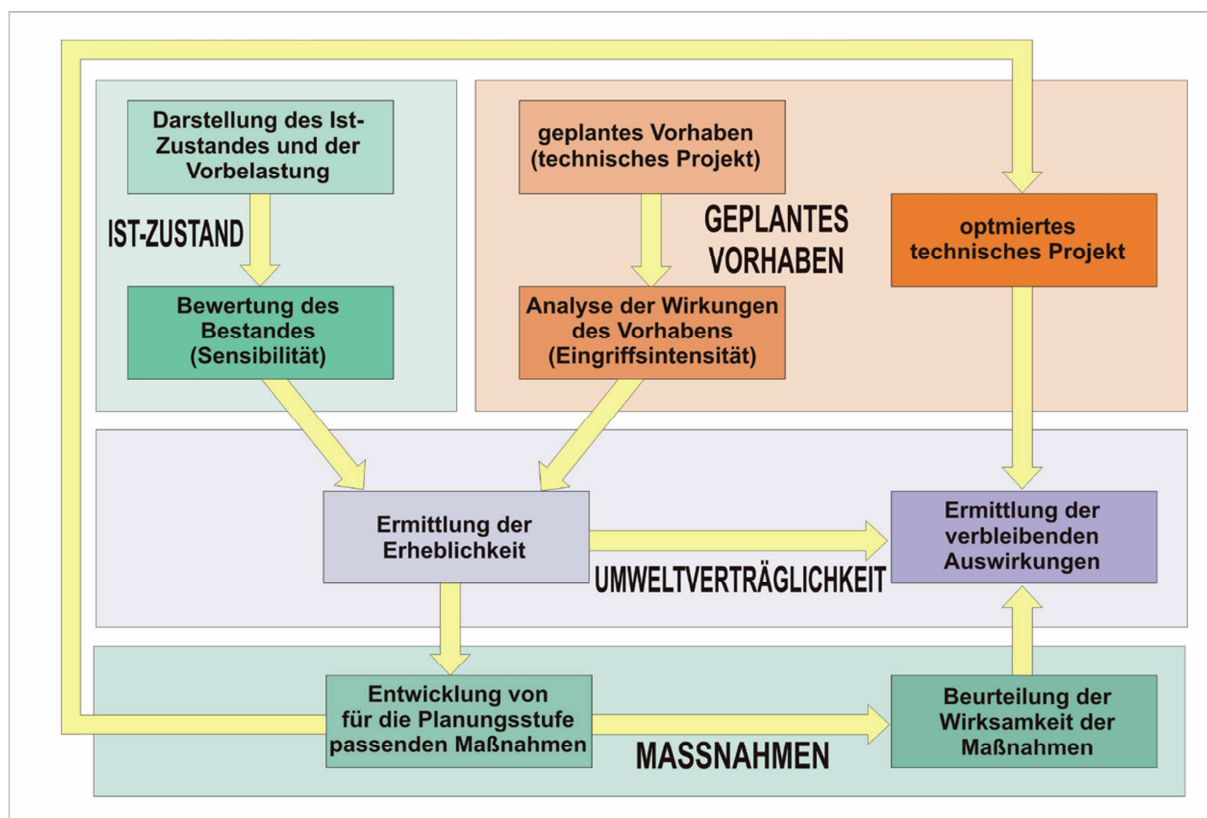 Darstellung des Ist-
Zustandes und der
Vorbelastung
IST-ZUSTAND
Bewertung des
Bestandes
(Sensibilität)
geplantes Vorhaben
(technisches Projekt)
GEPLANTES
VORHABEN
Analyse der Wirkungen
des Vorhabens
(Eingriffsintensität)
optmiertes
technisches Projekt
Ermittlung der
Erheblichkeit
UMWELTVERTRÄGLICHKEIT
Ermittlung der
verbleibenden
Auswirkungen
Entwicklung von
für die Planungsstufe
passenden Maßnahmen
MASSNAHMEN
Beurteilung der
Wirksamkeit der
Maßnahmen